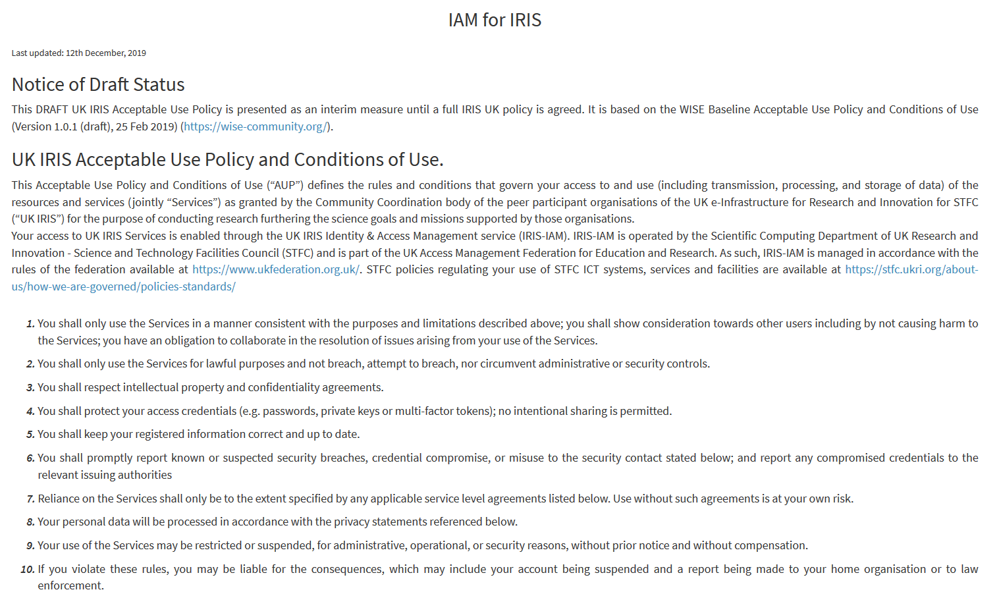 IAM for IRIS
Last updated: 12th December, 2019
Notice of Draft Status
This DRAFT UK IRIS Acceptable Use Policy is presented as an interim measure until a full IRIS UK policy is agreed. It is based on the WISE Baseline Acceptable Use Policy and Conditions of Use
(Version 1.0.1 (draft), 25 Feb 2019) (https://wise-community.org/).
UK IRIS Acceptable Use Policy and Conditions of Use.
This Acceptable Use Policy and Conditions of Use (“AUP”) defines the rules and conditions that govern your access to and use (including transmission, processing, and storage of data) of the
resources and services (jointly “Services”) as granted by the Community Coordination body of the peer participant organisations of the UK e-Infrastructure for Research and Innovation for STFC
(“UK IRIS”) for the purpose of conducting research furthering the science goals and missions supported by those organisations.
Your access to UK IRIS Services is enabled through the UK IRIS Identity & Access Management service (IRIS-IAM). IRIS-IAM is operated by the Scientific Computing Department of UK Research and
Innovation - Science and Technology Facilities Council (STFC) and is part of the UK Access Management Federation for Education and Research. As such, IRIS-IAM is managed in accordance with the
rules of the federation available at https://www.ukfederation.org.uk/. STFC policies regulating your use of STFC ICT systems, services and facilities are available at https://stfc.ukri.org/about-
us/how-we-are-governed/policies-standards/
1. You shall only use the Services in a manner consistent with the purposes and limitations described above; you shall show consideration towards other users including by not causing harm to
the Services; you have an obligation to collaborate in the resolution of issues arising from your use of the Services.
2. You shall only use the Services for lawful purposes and not breach, attempt to breach, nor circumvent administrative or security controls.
3. You shall respect intellectual property and confidentiality agreements.
4. You shall protect your access credentials (e.g. passwords, private keys or multi-factor tokens); no intentional sharing is permitted.
5. You shall keep your registered information correct and up to date.
6. You shall promptly report known or suspected security breaches, credential compromise, or misuse to the security contact stated below; and report any compromised credentials to the
relevant issuing authorities
7. Reliance on the Services shall only be to the extent specified by any applicable service level agreements listed below. Use without such agreements is at your own risk.
8. Your personal data will be processed in accordance with the privacy statements referenced below.
9. Your use of the Services may be restricted or suspended, for administrative, operational, or security reasons, without prior notice and without compensation.
10. If you violate these rules, you may be liable for the consequences, which may include your account being suspended and a report being made to your home organisation or to law
enforcement.